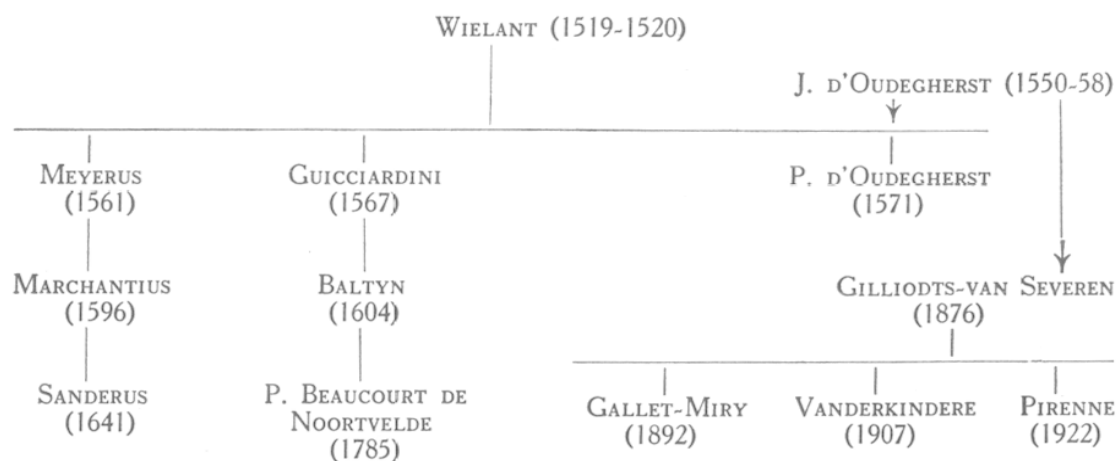 WIELANT (1519-1520)
J. D'OUDEGHERST (1550-58)
MEYERUS
(1561)
GUICCIARDINI
(1567)
P. D'OUDEGHERST
(1571)
MARCHANTIUS
(1596)
BALTYN
(1604)
GILLIODTS-VAN SEVEREN
(1876)
SANDERUS
(1641)
P. BEAUCOURT DE
NOORTVELDE
(1785)
GALLET-MIRY
(1892)
VANDERKINDERE
(1907)
PIRENNE
(1922)